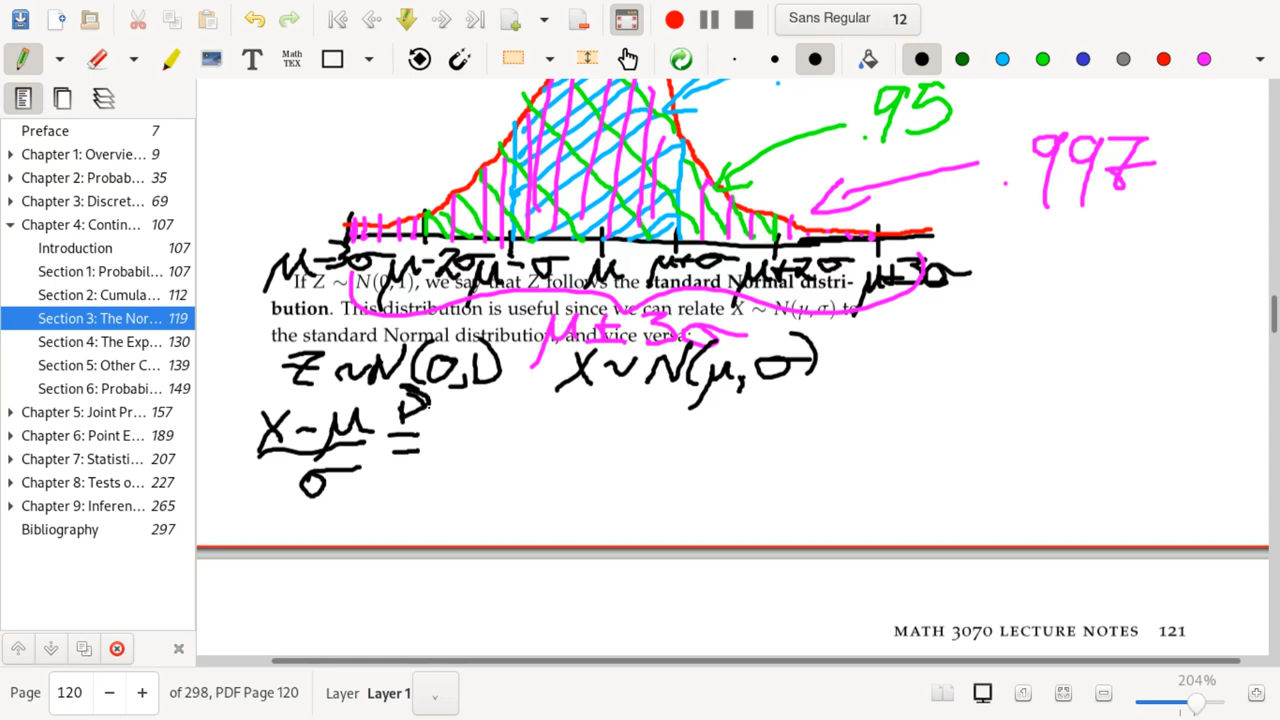 Sans Regular 12
T Math TEX
Preface 7
Chapter 1: Overvie... 9
Chapter 2: Probab... 35
Chapter 3: Discret... 69
Chapter 4: Contin... 107
Introduction 107
Section 1: Probabil... 107
Section 2: Cumula... 112
Section 3: The Nor... 119
Section 4: The Exp... 130
Section 5: Other C... 139
Section 6: Probabi... 149
Chapter 5: Joint Pr... 157
Chapter 6: Point E... 189
Chapter 7: Statisti... 207
Chapter 8: Tests o... 227
Chapter 9: Inferen... 265
Bibliography 297
.95
.997
μ-3σ μ-2σ μ-σ μ μ+σ μ+2σ μ+3σ
If Z ∼ N(0,1), we say that Z follows the standard Normal distri-
bution. This distribution is useful since we can relate X ∼ N(μ,σ) to
the standard Normal distribution, and vice versa:
μ±3σ
Z~N(0,1) X~N(μ,σ)
X-μ
σ
=
D
MATH 3070 LECTURE NOTES 121
Page 120 of 298, PDF Page 120 Layer Layer 1 204%